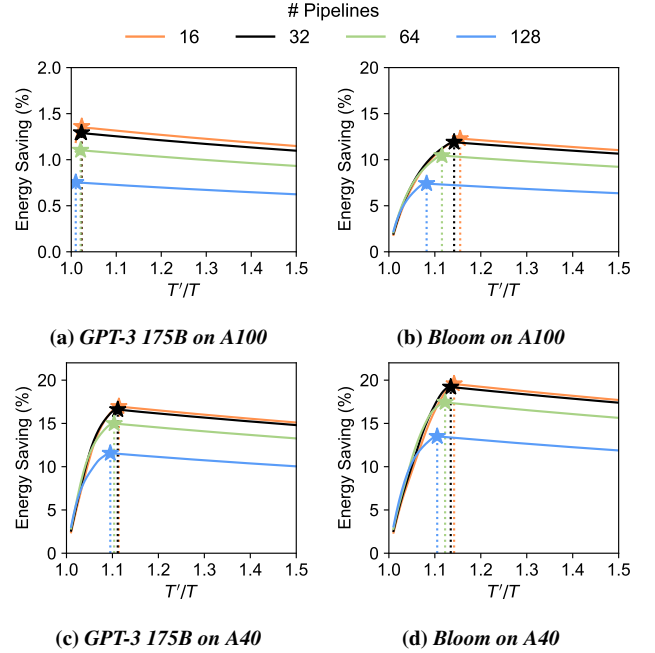 # Pipelines
16 32 64 128
2.0
1.5
1.0
0.5
0.0
Energy Saving (%)
1.0 1.1 1.2 1.3 1.4 1.5
T′/T
(a) GPT-3 175B on A100
20
15
10
5
0
Energy Saving (%)
1.0 1.1 1.2 1.3 1.4 1.5
T′/T
(b) Bloom on A100
20
15
10
5
0
Energy Saving (%)
1.0 1.1 1.2 1.3 1.4 1.5
T′/T
(c) GPT-3 175B on A40
20
15
10
5
0
Energy Saving (%)
1.0 1.1 1.2 1.3 1.4 1.5
T′/T
(d) Bloom on A40